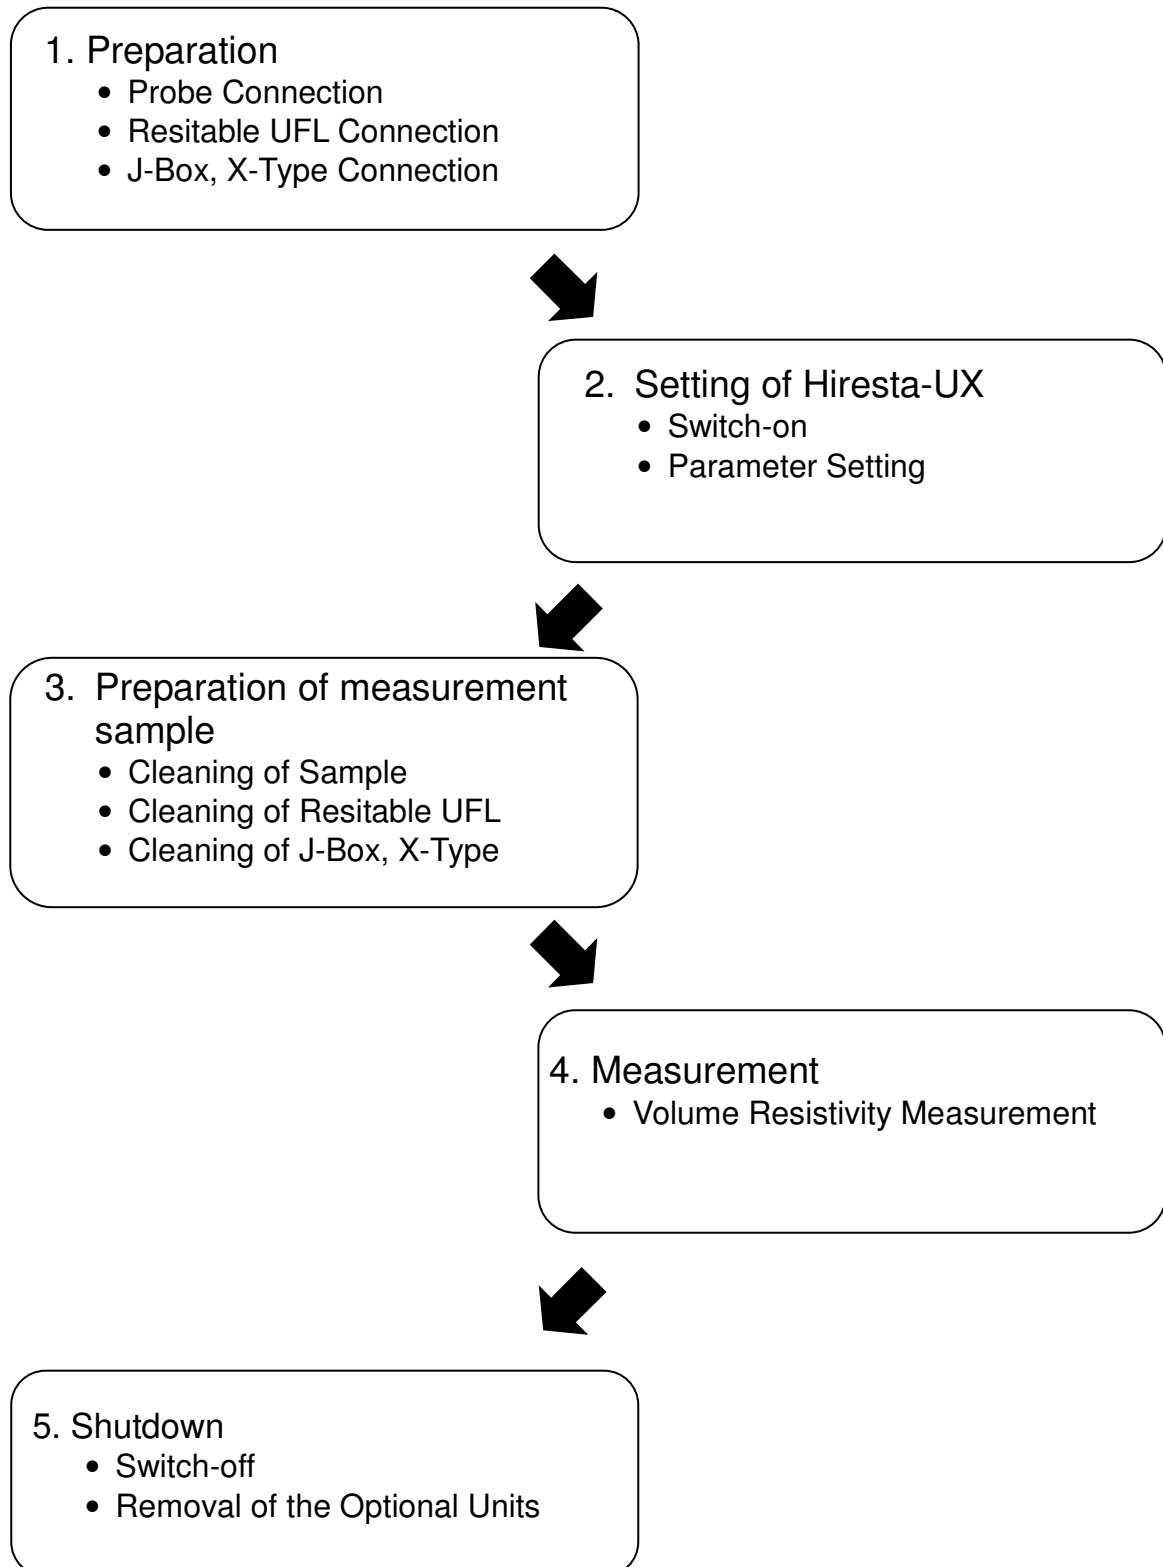 1. Preparation
• Probe Connection
• Resitable UFL Connection
• J-Box, X-Type Connection
2. Setting of Hiresta-UX
• Switch-on
• Parameter Setting
3. Preparation of measurement
sample
• Cleaning of Sample
• Cleaning of Resitable UFL
• Cleaning of J-Box, X-Type
4. Measurement
• Volume Resistivity Measurement
5. Shutdown
• Switch-off
• Removal of the Optional Units